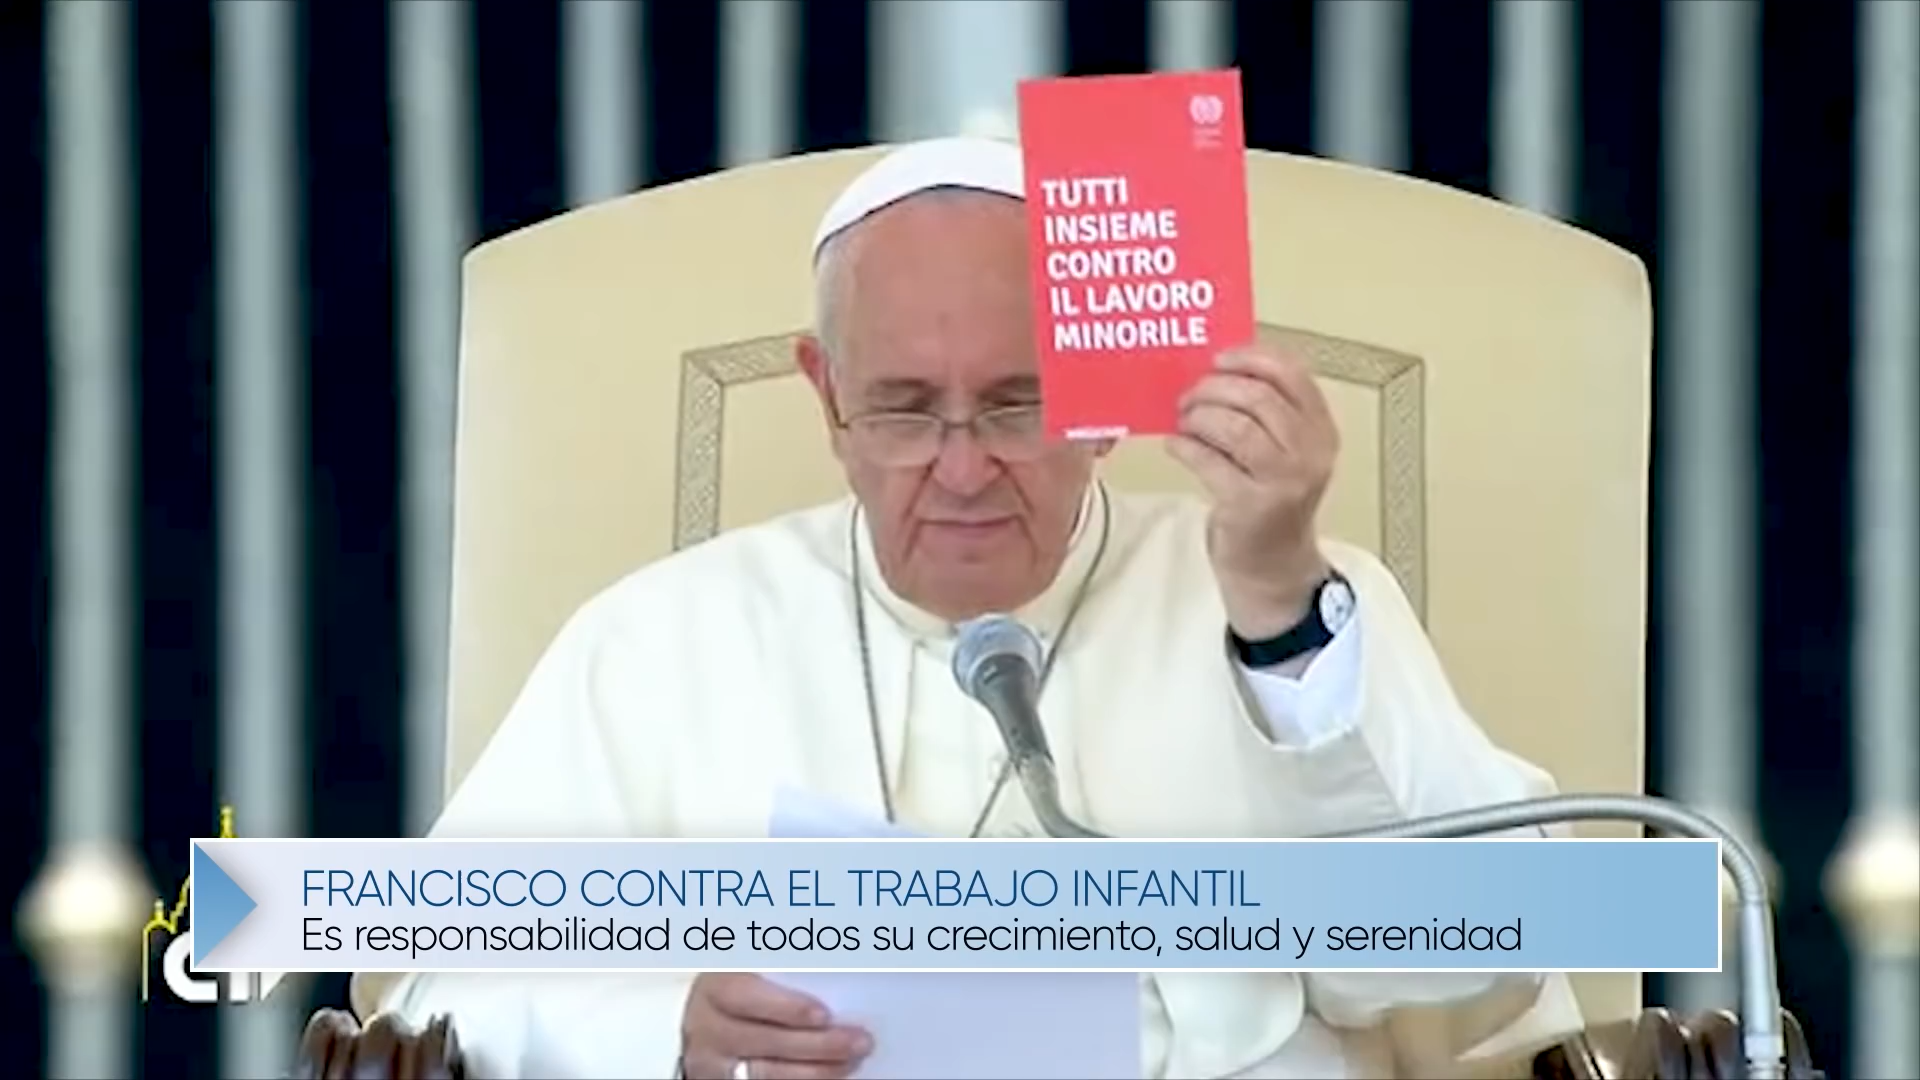 TUTTI
INSIEME
CONTRO
IL LAVORO
MINORILE
FRANCISCO CONTRA EL TRABAJO INFANTIL
Es responsabilidad de todos su crecimiento, salud y serenidad